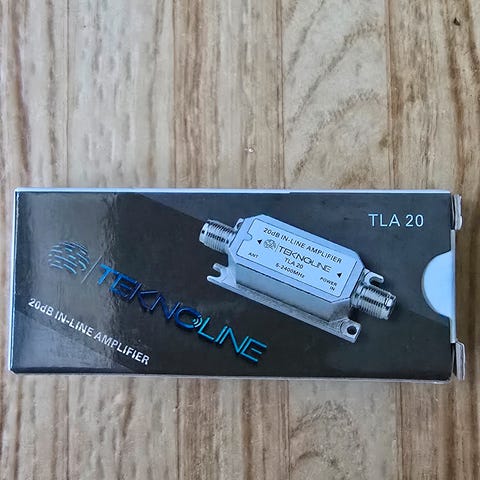 TLA 20
TEKNOLINE
20dB IN-LINE AMPLIFIER
20dB IN-LINE AMPLIFIER
TEKNOLINE
TLA 20
5-2400MHz
ANT
POWER
IN